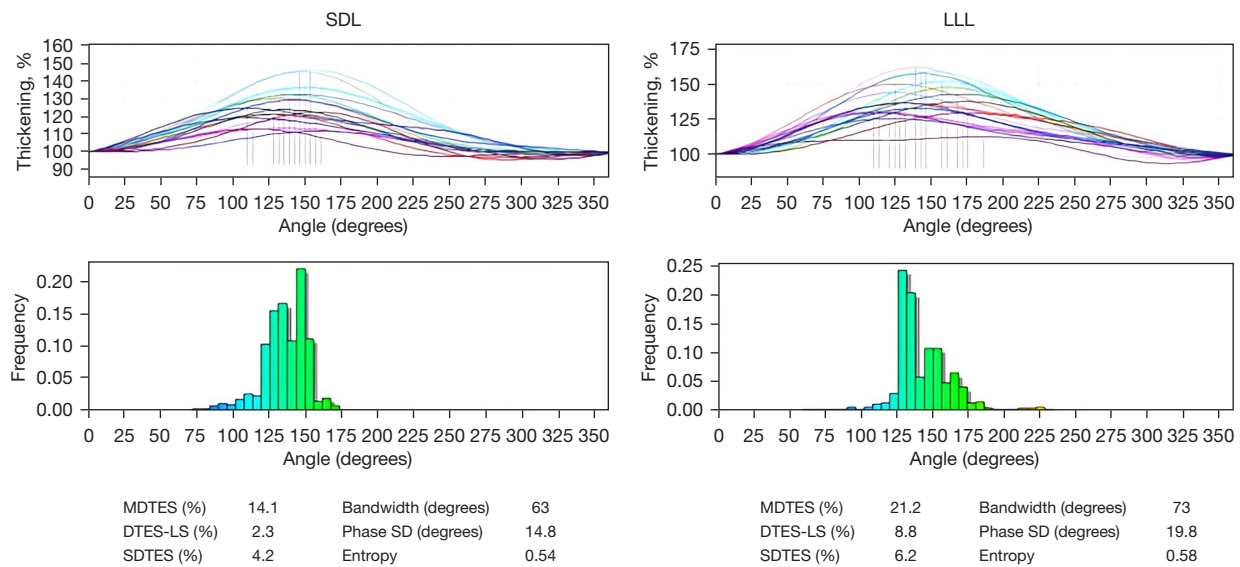 SDL
Thickening, %
160
150
140
130
120
110
100
90
0 25 50 75 100 125 150 175 200 225 250 275 300 325 350
Angle (degrees)
Frequency
0.20
0.15
0.10
0.05
0.00
0 25 50 75 100 125 150 175 200 225 250 275 300 325 350
Angle (degrees)
MDTES (%) 14.1 Bandwidth (degrees) 63
DTES-LS (%) 2.3 Phase SD (degrees) 14.8
SDTES (%) 4.2 Entropy 0.54
LLL
Thickening, %
175
150
125
100
0 25 50 75 100 125 150 175 200 225 250 275 300 325 350
Angle (degrees)
Frequency
0.25
0.20
0.15
0.10
0.05
0.00
0 25 50 75 100 125 150 175 200 225 250 275 300 325 350
Angle (degrees)
MDTES (%) 21.2 Bandwidth (degrees) 73
DTES-LS (%) 8.8 Phase SD (degrees) 19.8
SDTES (%) 6.2 Entropy 0.58